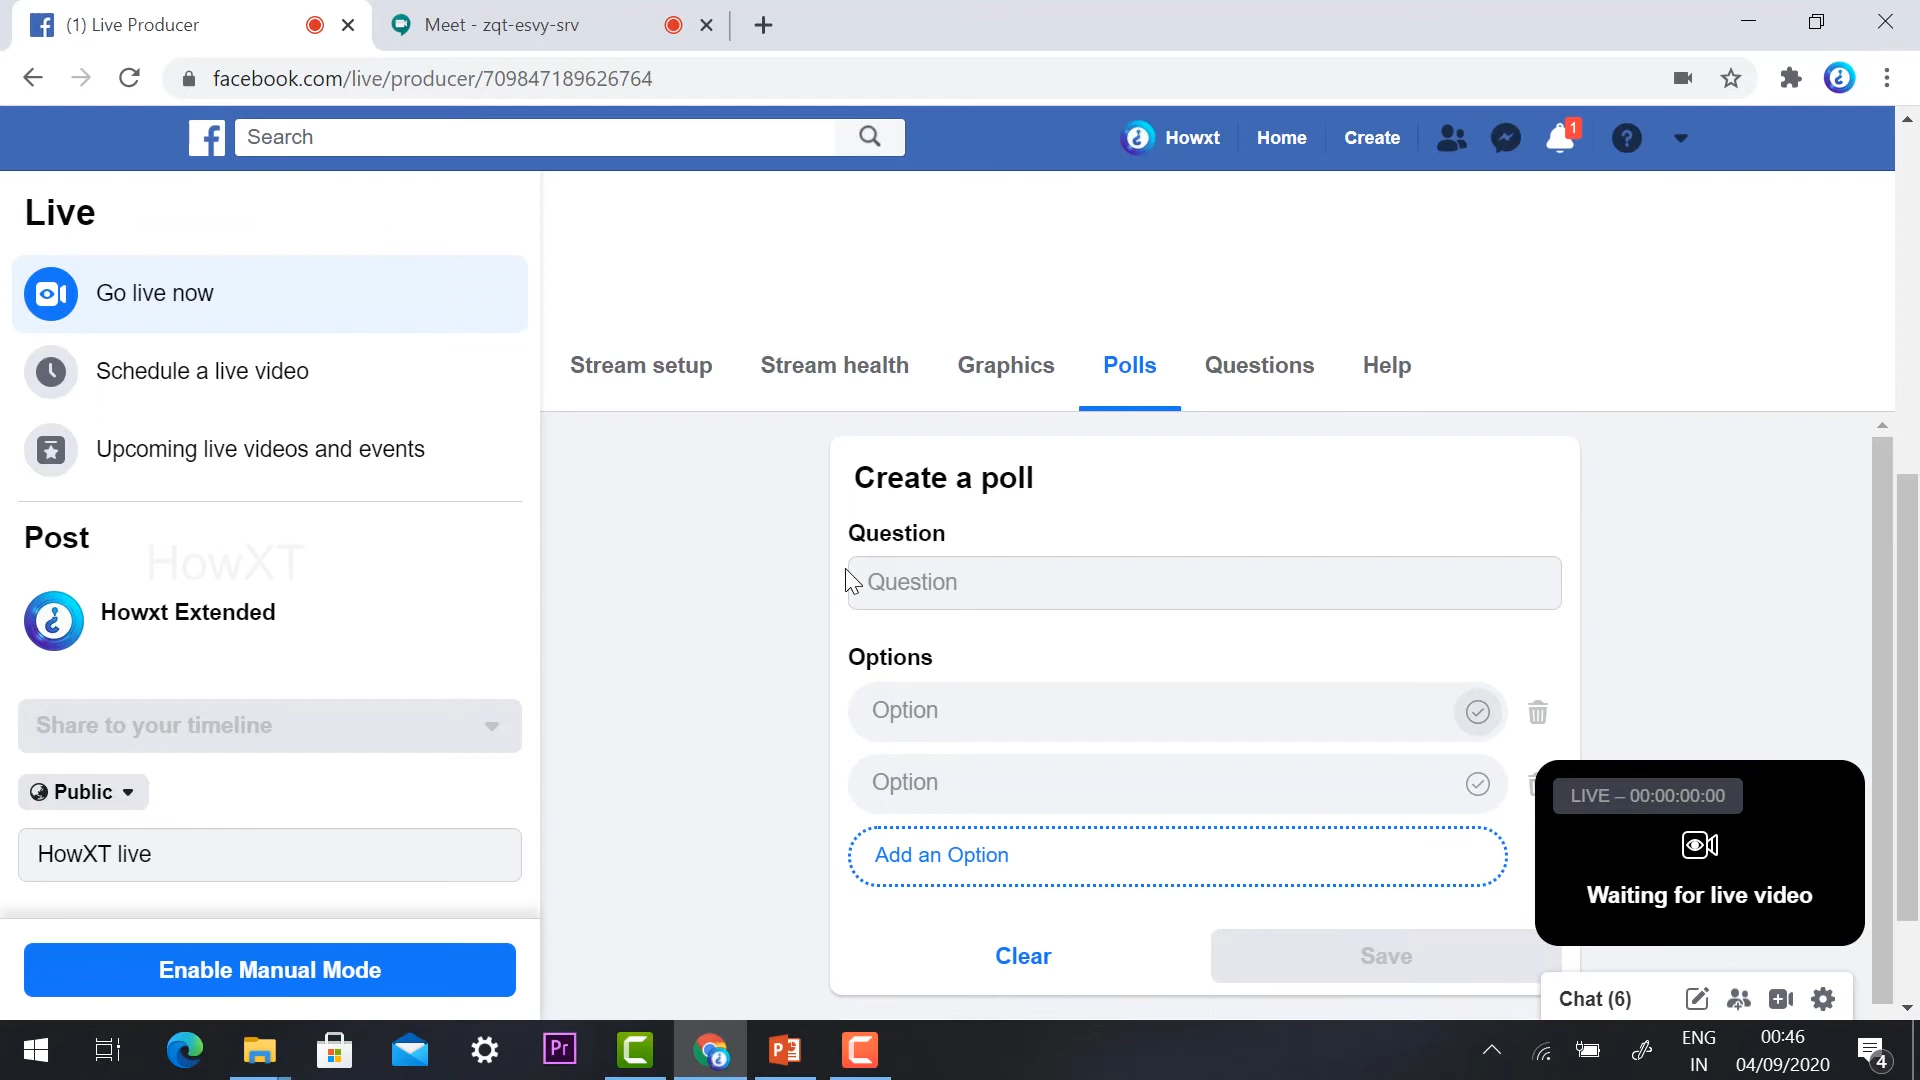 (1) Live Producer
Meet - zqt-esvy-srv
facebook.com/live/producer/709847189626764
Search
Howxt
Home
Create
1
Live
Go live now
Schedule a live video
Upcoming live videos and events
Post
HowXT
Howxt Extended
Share to your timeline
Public
HowXT live
Enable Manual Mode
Stream setup
Stream health
Graphics
Polls
Questions
Help
Create a poll
Question
Question
Options
Option
Option
Add an Option
Clear
Save
LIVE – 00:00:00:00
Waiting for live video
Chat (6)
Pr
ENG
IN
00:46
04/09/2020
4